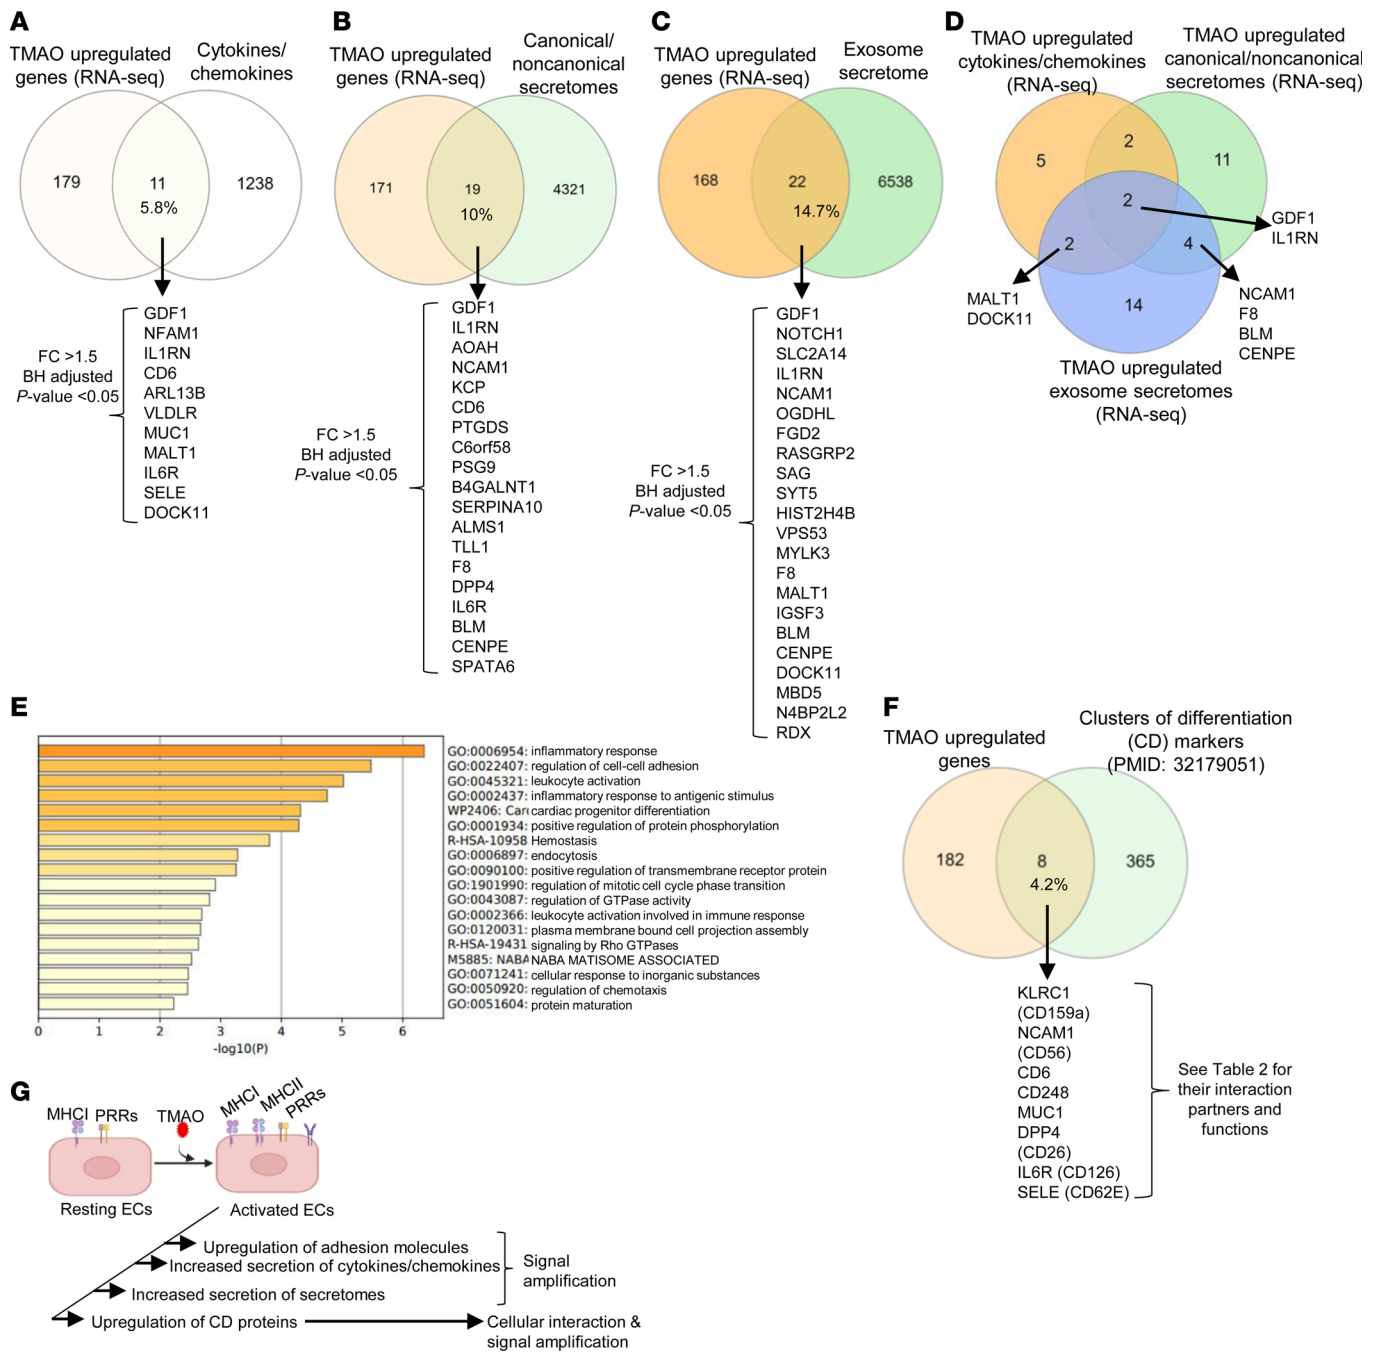 A
TMAO upregulated
genes (RNA-seq)
Cytokines/
chemokines
179
11
5.8%
1238
FC >1.5
BH adjusted
P-value <0.05
GDF1
NFAM1
IL1RN
CD6
ARL13B
VLDLR
MUC1
MALT1
IL6R
SELE
DOCK11
B
TMAO upregulated
genes (RNA-seq)
Canonical/
noncanonical
secretomes
171
19
10%
4321
FC >1.5
BH adjusted
P-value <0.05
GDF1
IL1RN
AOAH
NCAM1
KCP
CD6
PTGDS
C6orf58
PSG9
B4GALNT1
SERPINA10
ALMS1
TLL1
F8
DPP4
IL6R
BLM
CENPE
SPATA6
C
TMAO upregulated
genes (RNA-seq)
Exosome
secretome
168
22
14.7%
6538
FC >1.5
BH adjusted
P-value <0.05
GDF1
NOTCH1
SLC2A14
IL1RN
NCAM1
OGDHL
FGD2
RASGRP2
SAG
SYT5
HIST2H4B
VPS53
MYLK3
F8
MALT1
IGSF3
BLM
CENPE
DOCK11
MBD5
N4BP2L2
RDX
D
TMAO upregulated
cytokines/chemokines
(RNA-seq)
TMAO upregulated
canonical/noncanonical
secretomes (RNA-seq)
5
2
11
2
2
4
14
GDF1
IL1RN
MALT1
DOCK11
NCAM1
F8
BLM
CENPE
TMAO upregulated
exosome secretomes
(RNA-seq)
E
GO:0006954: inflammatory response
GO:0022407: regulation of cell-cell adhesion
GO:0045321: leukocyte activation
GO:0002437: inflammatory response to antigenic stimulus
WP2406: Card cardiac progenitor differentiation
GO:0001934: positive regulation of protein phosphorylation
R-HSA-10958 Hemostasis
GO:0006897: endocytosis
GO:0090100: positive regulation of transmembrane receptor protein
GO:1901990: regulation of mitotic cell cycle phase transition
GO:0043087: regulation of GTPase activity
GO:0002366: leukocyte activation involved in immune response
GO:0120031: plasma membrane bound cell projection assembly
R-HSA-19431 signaling by Rho GTPases
M5885: NABA NABA MATISOME ASSOCIATED
GO:0071241: cellular response to inorganic substances
GO:0050920: regulation of chemotaxis
GO:0051604: protein maturation
0 1 2 3 4 5 6
-log10(P)
F
TMAO upregulated
genes
Clusters of differentiation
(CD) markers
(PMID: 32179051)
182
8
4.2%
365
KLRC1
(CD159a)
NCAM1
(CD56)
CD6
CD248
MUC1
DPP4
(CD26)
IL6R (CD126)
SELE (CD62E)
See Table 2 for
their interaction
partners and
functions
G
MHCI PRRs
TMAO
MHCI MHCII PRRs
Resting ECs
Activated ECs
Upregulation of adhesion molecules
Increased secretion of cytokines/chemokines
Increased secretion of secretomes
Upregulation of CD proteins
Signal
amplification
Cellular interaction &
signal amplification